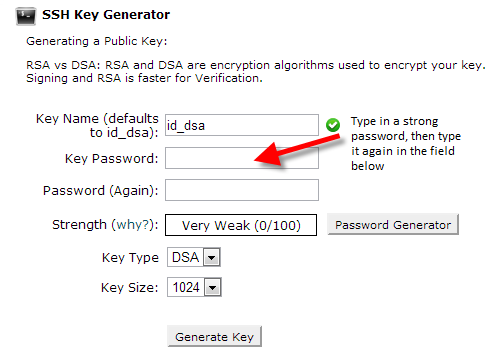 SSH Key Generator
Generating a Public Key:
RSA vs DSA: RSA and DSA are encryption algorithms used to encrypt your key.
Signing and RSA is faster for Verification.
Key Name (defaults
to id_dsa):
id_dsa
Type in a strong
password, then type
it again in the field
below
Key Password:
Password (Again):
Strength (why?):
Very Weak (0/100)
Password Generator
Key Type
DSA
Key Size:
1024
Generate Key